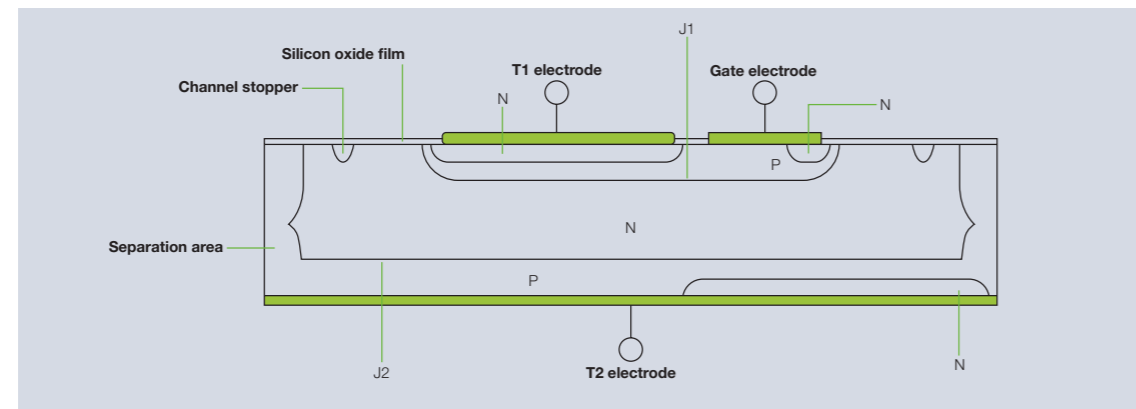 J1
Silicon oxide film
T1 electrode
Gate electrode
Channel stopper
N
N
P
N
Separation area
P
J2
T2 electrode
N